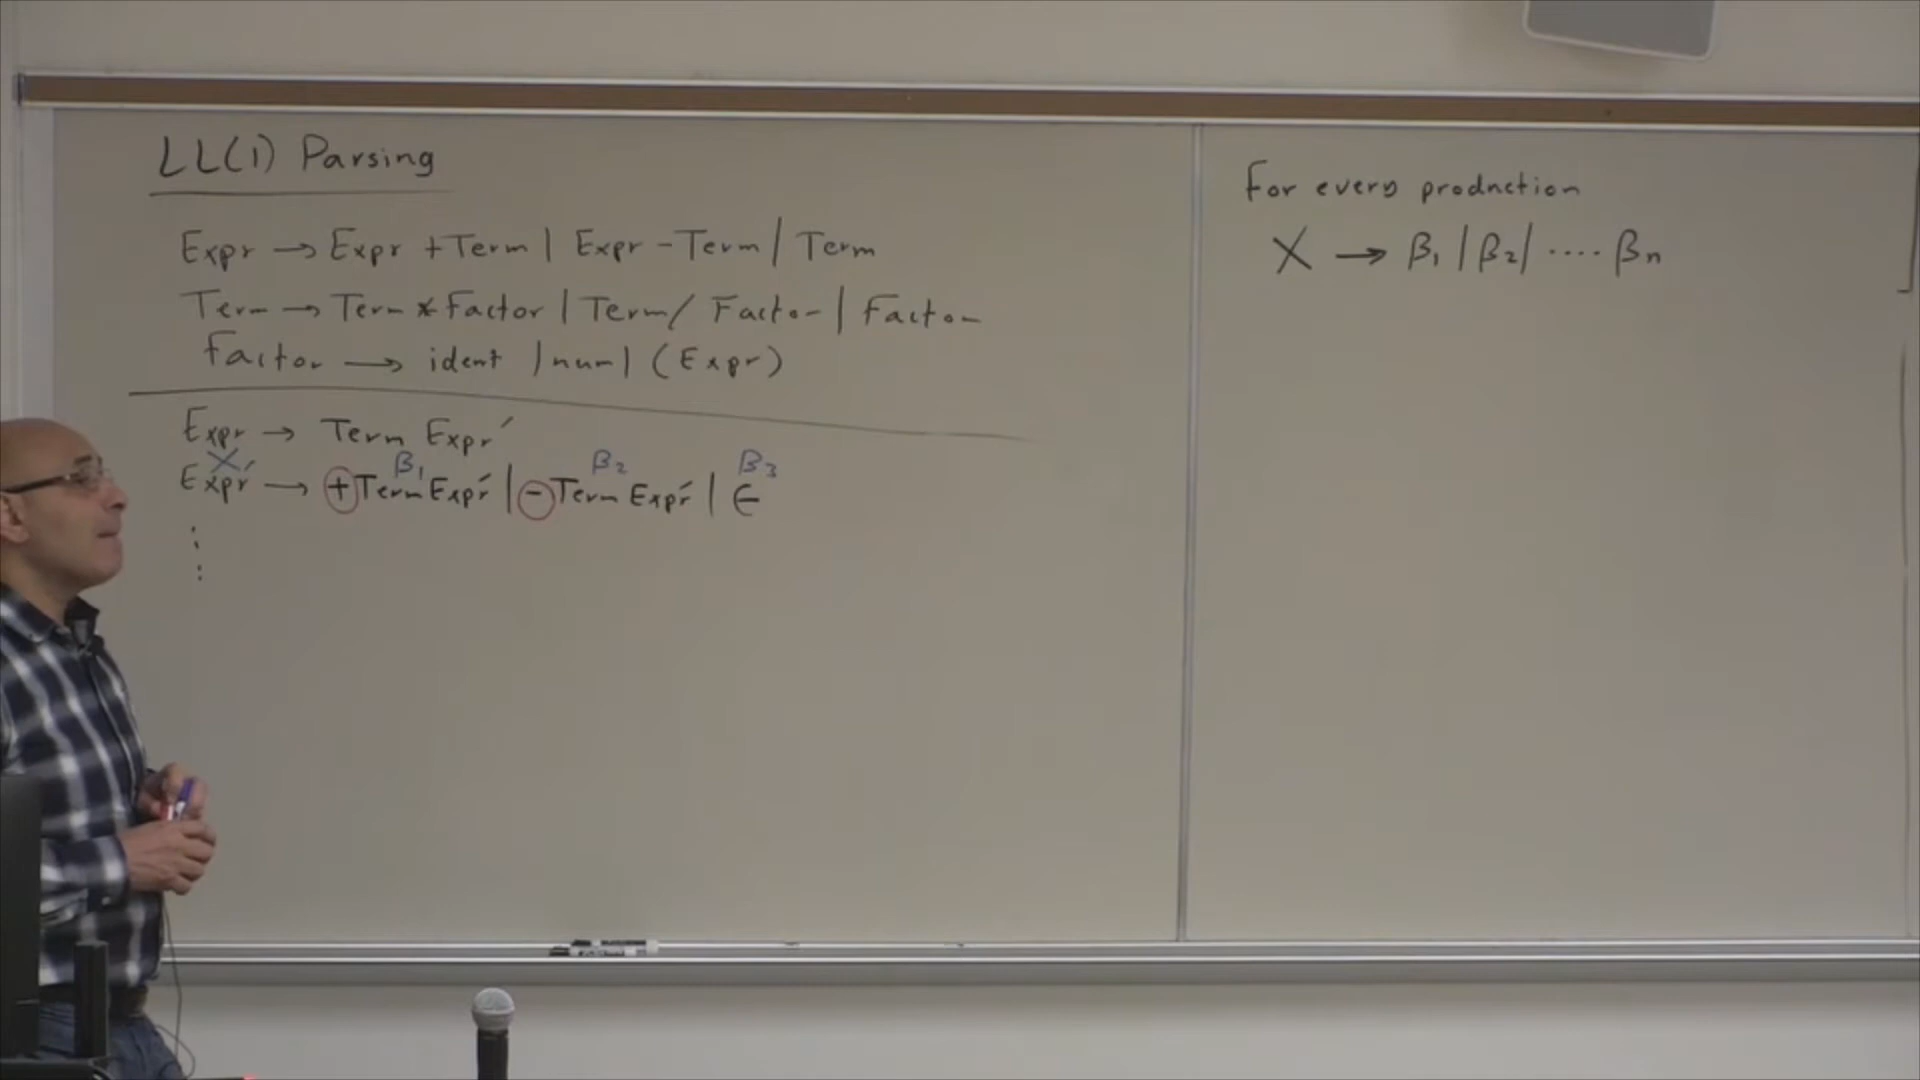 LL(1) Parsing
Expr → Expr + Term | Expr - Term | Term
Term → Term * Factor | Term / Factor | Factor
Factor → ident | num | (Expr)
Expr → Term Expr′
X β₁ β₂ β₃
Expr′ → + Term Expr′ | - Term Expr′ | ϵ
⋮
For every production
X → β₁ | β₂ | .... βₙ